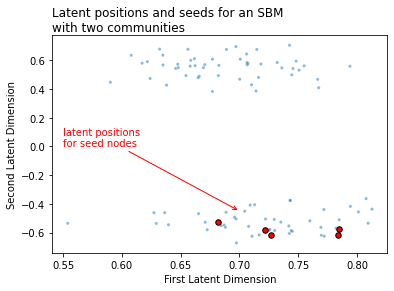 Latent positions and seeds for an SBM
with two communities
Second Latent Dimension
0.6
0.4
0.2
0.0
−0.2
−0.4
−0.6
latent positions
for seed nodes
0.55
0.60
0.65
0.70
0.75
0.80
First Latent Dimension